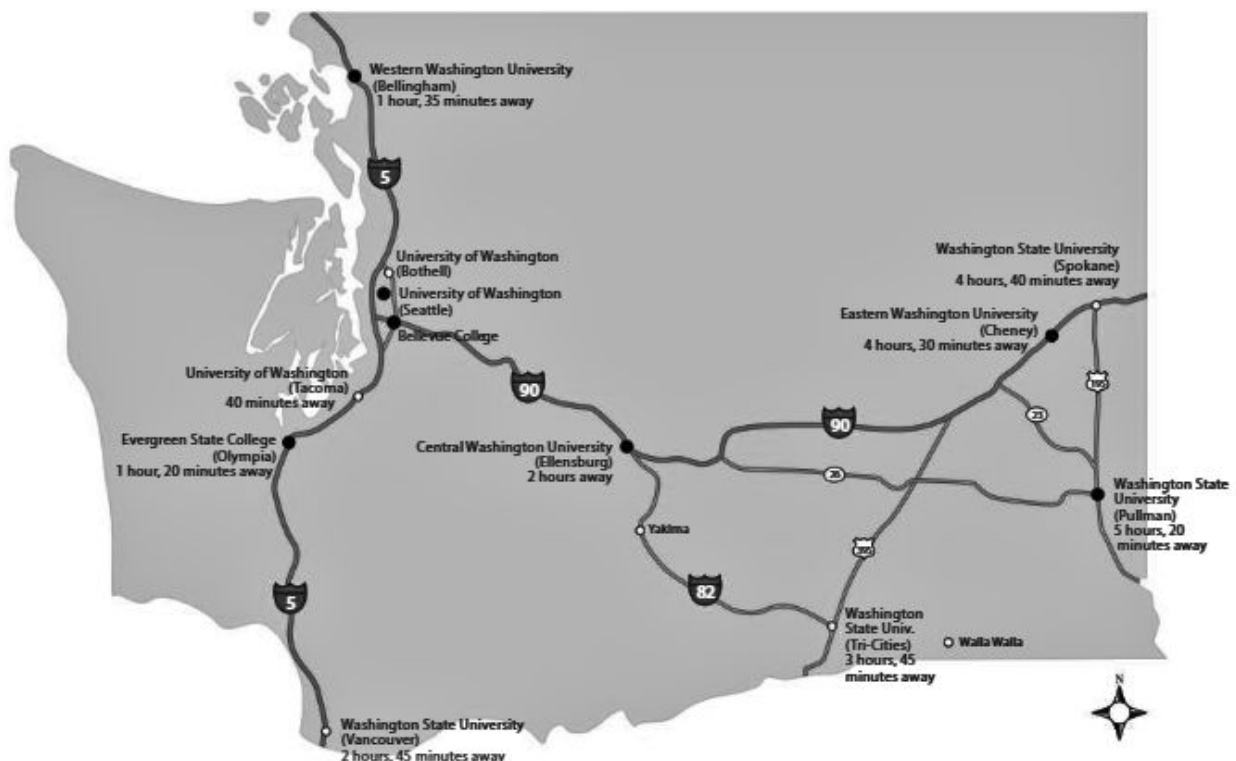 Western Washington University
(Bellingham)
1 hour, 35 minutes away
5
University of Washington
(Bothell)
University of Washington
(Seattle)
Bellevue College
University of Washington
(Tacoma)
40 minutes away
Evergreen State College
(Olympia)
1 hour, 20 minutes away
90
Central Washington University
(Ellensburg)
2 hours away
Washington State University
(Spokane)
4 hours, 40 minutes away
Eastern Washington University
(Cheney)
4 hours, 30 minutes away
195
23
90
26
Washington State
University
(Pullman)
5 hours, 20
minutes away
Yakima
395
82
5
Washington
State Univ.
(Tri-Cities)
3 hours, 45
minutes away
Walla Walla
N
Washington State University
(Vancouver)
2 hours, 45 minutes away